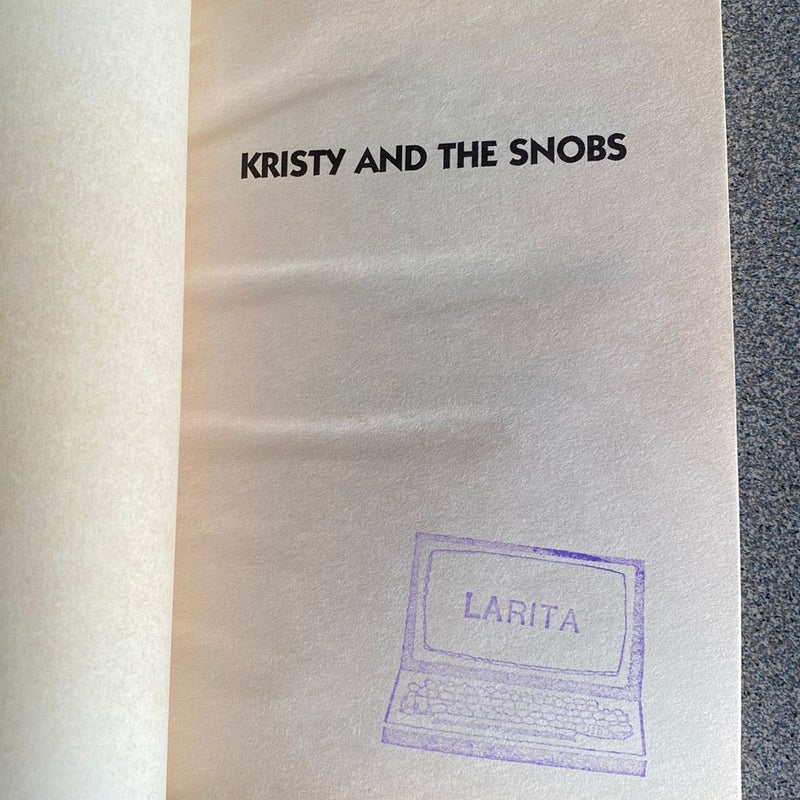 KRISTY AND THE SNOBS
LARITA